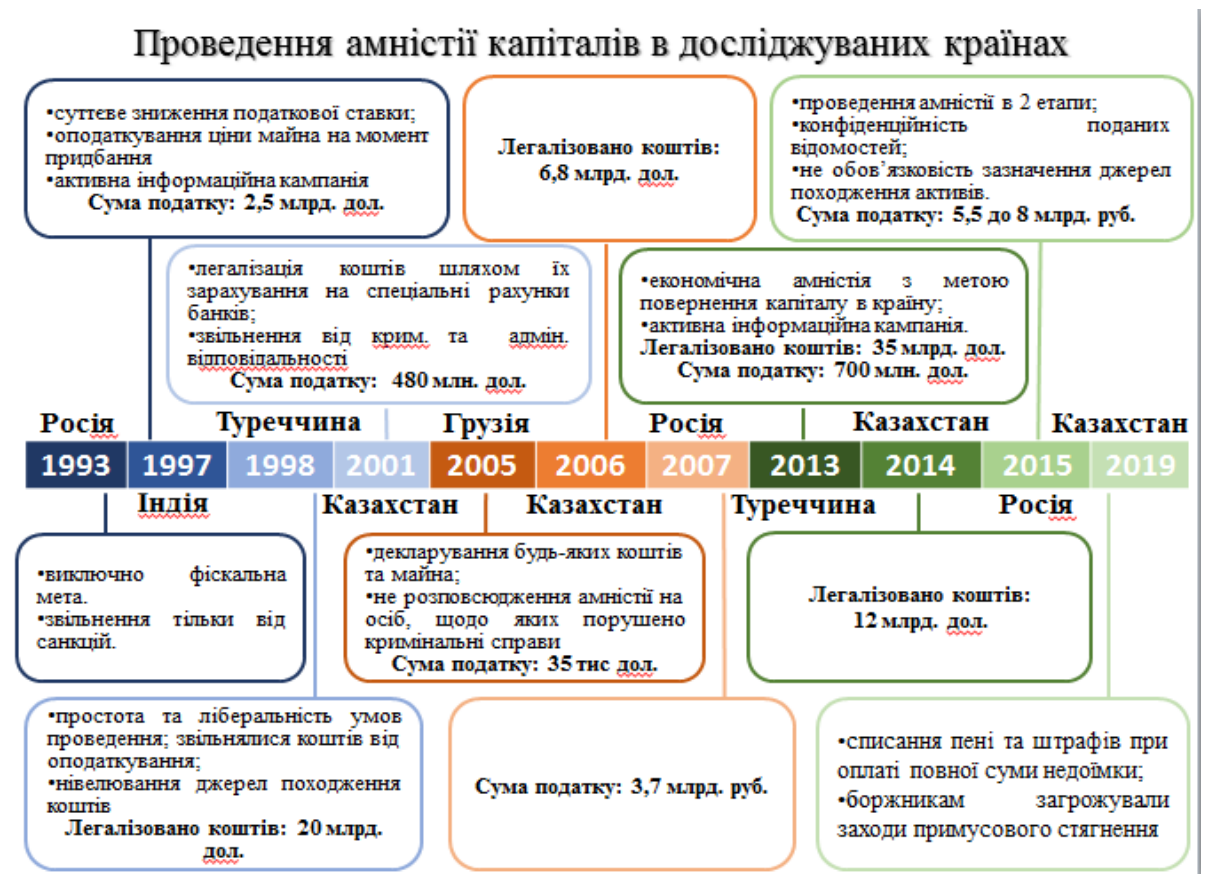 Проведення амністії капіталів в досліджуваних країнах
•суттєве зниження податкової ставки;
•оподаткування ціни майна на момент
придбання
•активна інформаційна кампанія
Сума податку: 2,5 млрд. дол.
Легалізовано коштів:
6,8 млрд. дол.
•проведення амністії в 2 етапи;
•конфіденційність поданих
відомостей;
•не обов’язковість зазначення джерел
походження активів.
Сума податку: 5,5 до 8 млрд. руб.
•легалізація коштів шляхом їх
зарахування на спеціальні рахунки
банків;
•звільнення від крим. та адмін.
відповідальності
Сума податку: 480 млн. дол.
•економічна амністія з метою
повернення капіталу в країну;
•активна інформаційна кампанія.
Легалізовано коштів: 35 млрд. дол.
Сума податку: 700 млн. дол.
Росія Туреччина Грузія Росія Казахстан Казахстан
1993 1997 1998 2001 2005 2006 2007 2013 2014 2015 2019
Індія Казахстан Казахстан Туреччина Росія
•виключно фіскальна
мета.
•звільнення тільки від
санкцій.
•декларування будь-яких коштів
та майна;
•не розповсюдження амністії на
осіб, щодо яких порушено
кримінальні справи
Сума податку: 35 тис дол.
Легалізовано коштів:
12 млрд. дол.
•простота та ліберальність умов
проведення; звільнялися коштів від
оподаткування;
•нівелювання джерел походження
коштів
Легалізовано коштів: 20 млрд.
дол.
Сума податку: 3,7 млрд. руб.
•списання пені та штрафів при
оплаті повної суми недоїмки;
•боржникам загрожували
заходи примусового стягнення